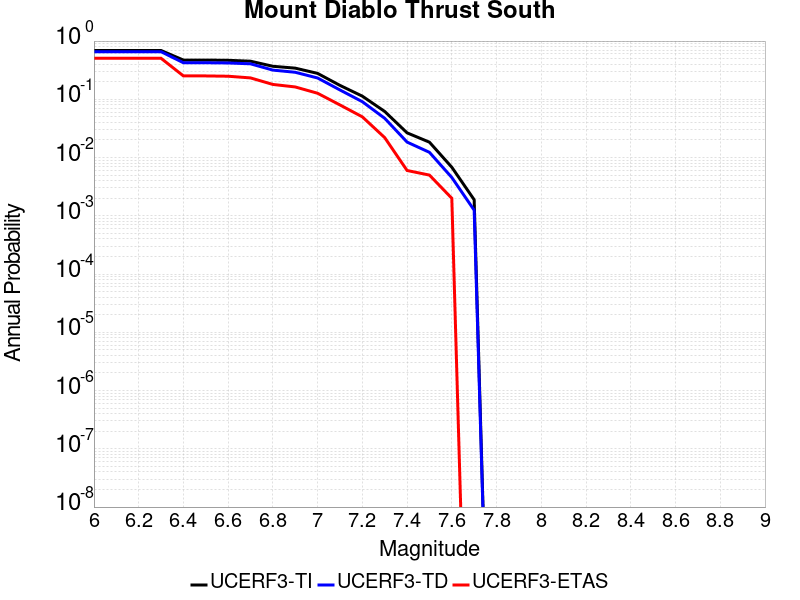 Mount Diablo Thrust South
10^0
10^-1
10^-2
10^-3
10^-4
10^-5
10^-6
10^-7
10^-8
Annual Probability
6 6.2 6.4 6.6 6.8 7 7.2 7.4 7.6 7.8 8 8.2 8.4 8.6 8.8 9
Magnitude
UCERF3-TI UCERF3-TD UCERF3-ETAS